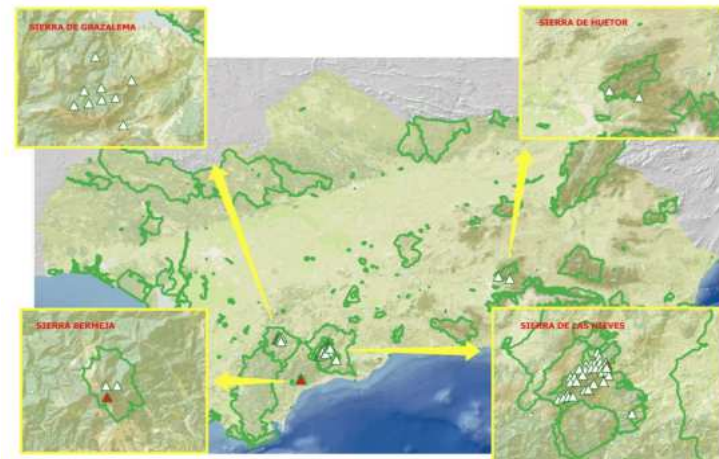 SIERRA DE GRAZALEMA
SIERRA DE HUETOR
SIERRA BERMEJA
SIERRA DE LAS NIEVES